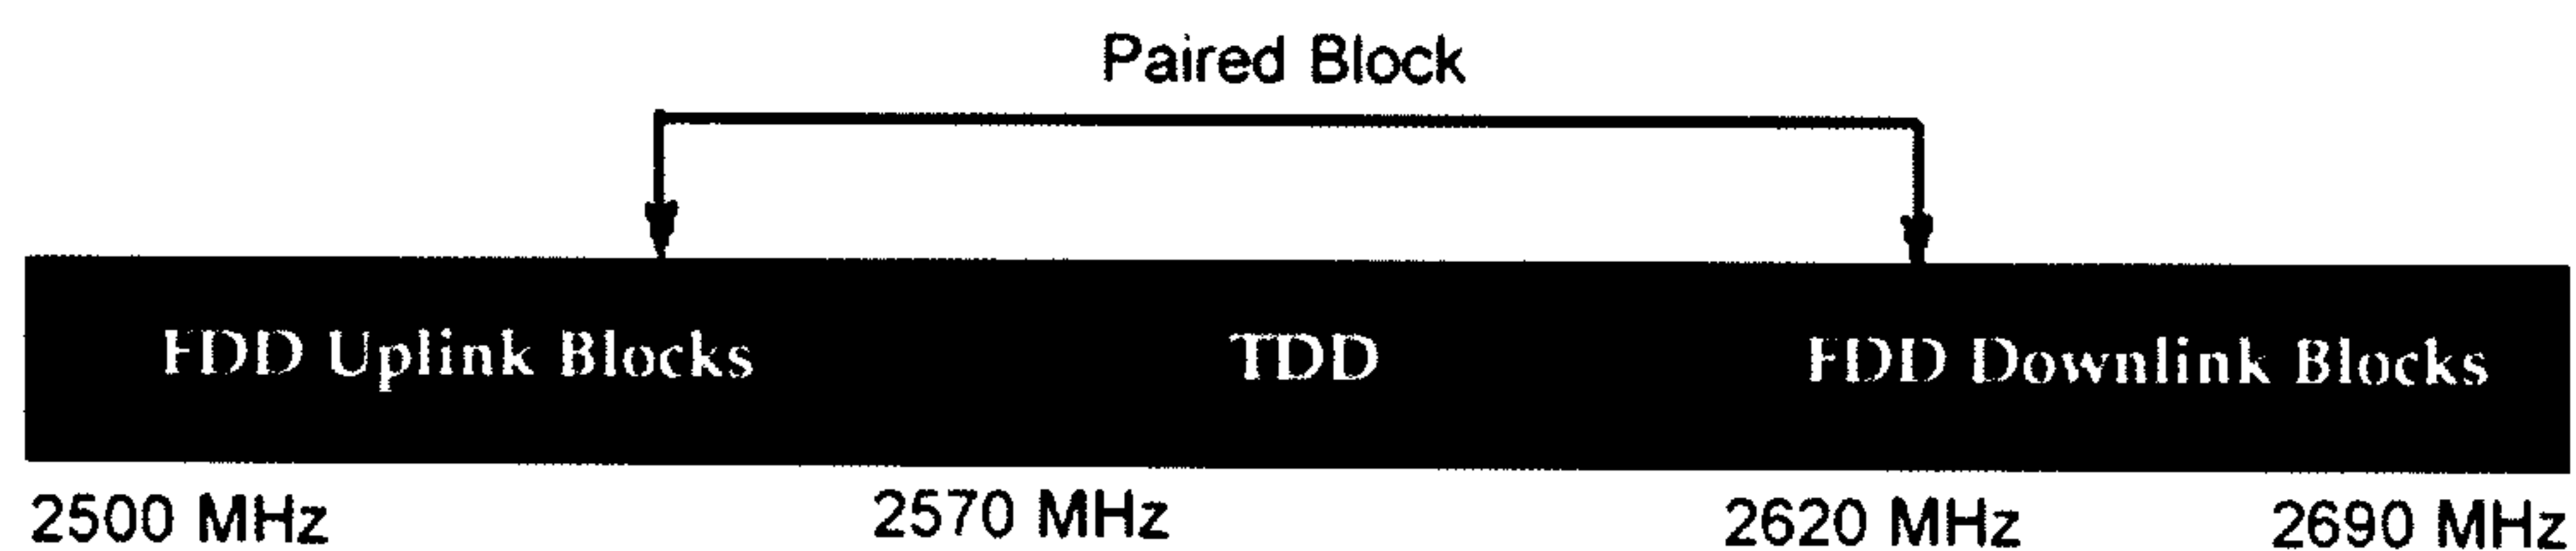 Paired Block
FDD Uplink Blocks TDD FDD Downlink Blocks
2500 MHz 2570 MHz 2620 MHz 2690 MHz